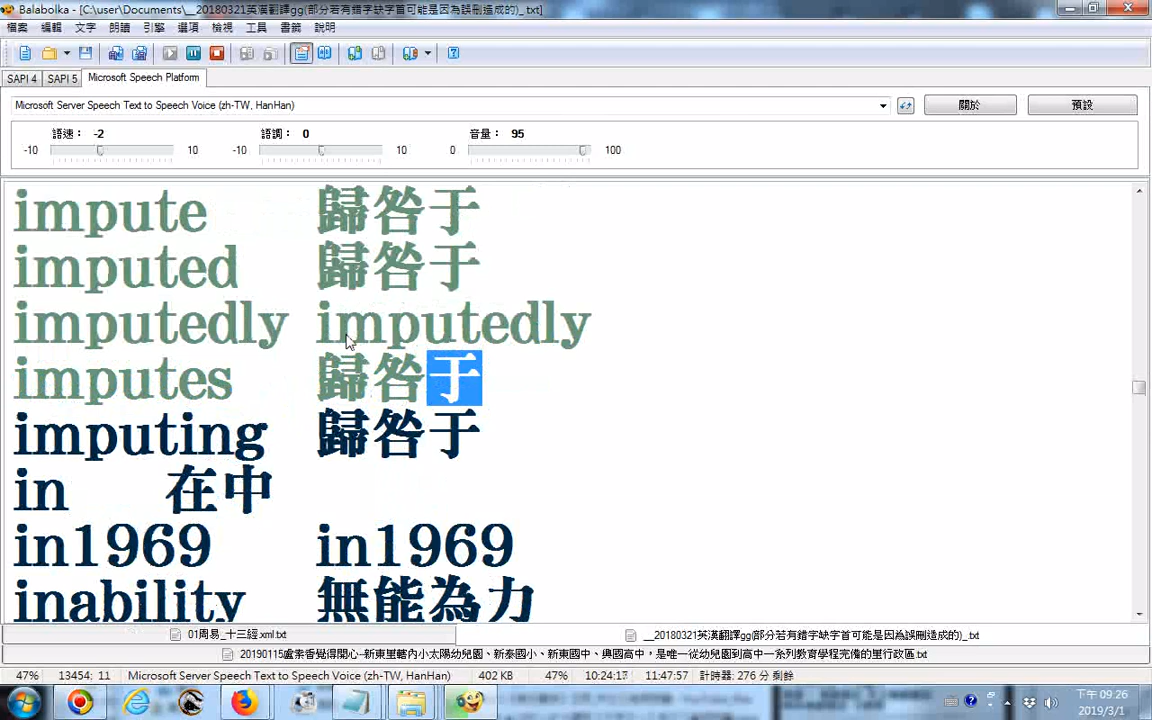 Balabolka - [C:\user\Documents\__20180321英漢翻譯gg(部分若有錯字缺字首可能是因為誤刪造成的)_.txt]
檔案 編輯 文字 朗讀 引擎 選項 檢視 工具 書籤 說明
SAPI 4 SAPI 5 Microsoft Speech Platform
Microsoft Server Speech Text to Speech Voice (zh-TW, HanHan) 關於 預設
語速： -2 語調： 0 音量： 95
-10 10 -10 10 0 100
impute 歸咎于
imputed 歸咎于
imputedly imputedly
imputes 歸咎于
imputing 歸咎于
in 在中
in1969 in1969
inability 無能為力
01周易_十三經.xml.txt __20180321英漢翻譯gg(部分若有錯字缺字首可能是因為誤刪造成的)_.txt
20190115盧素香覺得開心-新東里轄內小太陽幼兒園、新泰國小、新東國中、興國高中，是唯一從幼兒園到高中一系列教育學程完備的里行政區.txt
47% 13454: 11 Microsoft Server Speech Text to Speech Voice (zh-TW, HanHan) 402 KB 47% 10:24:17 11:47:57 計時器: 276 分 剩餘
下午 09:26
2019/3/1